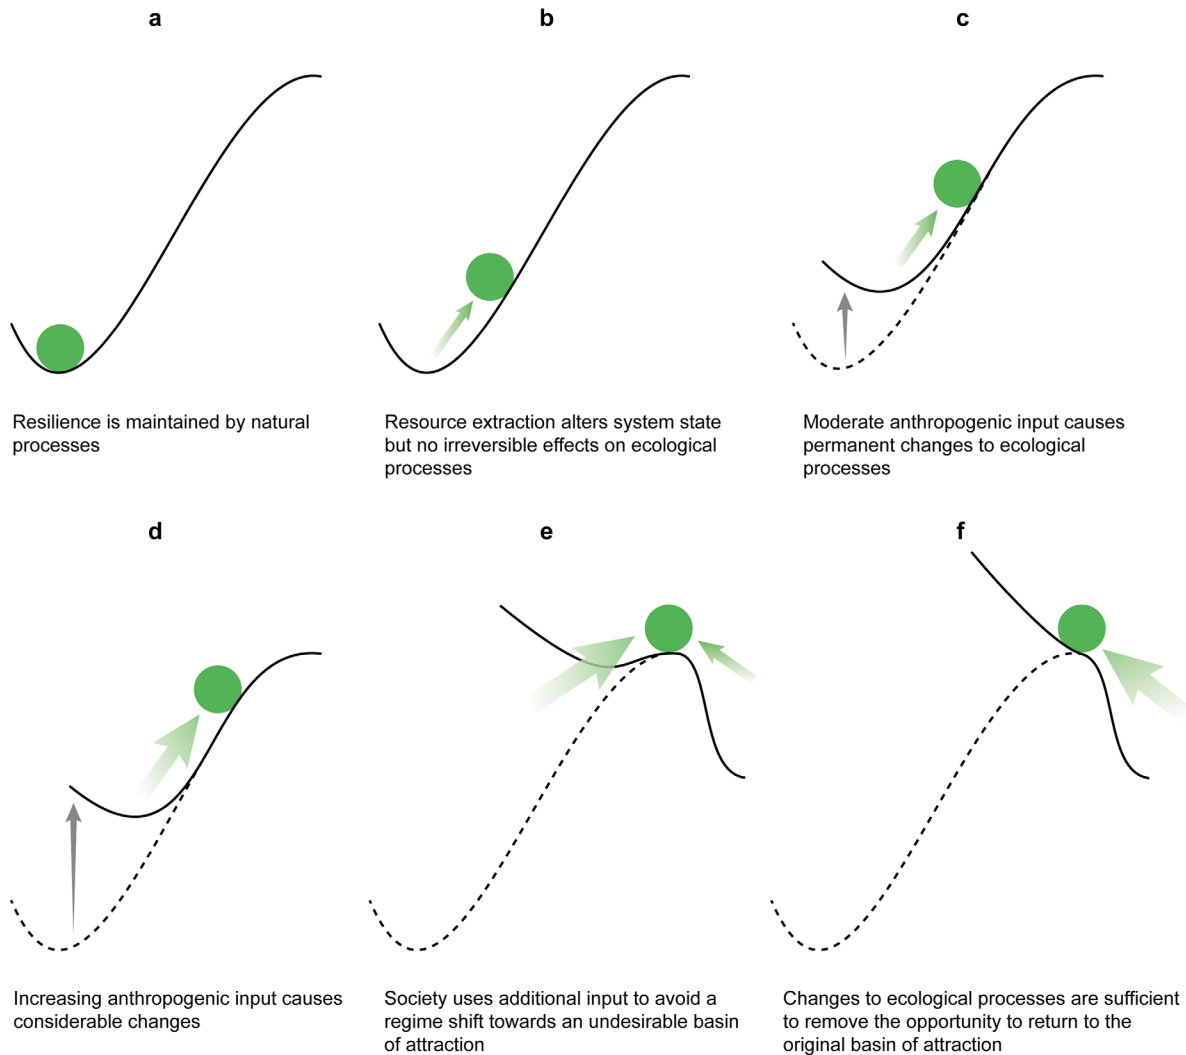 a
b
c
Resilience is maintained by natural
processes
Resource extraction alters system state
but no irreversible effects on ecological
processes
Moderate anthropogenic input causes
permanent changes to ecological
processes
d
e
f
Increasing anthropogenic input causes
considerable changes
Society uses additional input to avoid a
regime shift towards an undesirable basin
of attraction
Changes to ecological processes are sufficient
to remove the opportunity to return to the
original basin of attraction